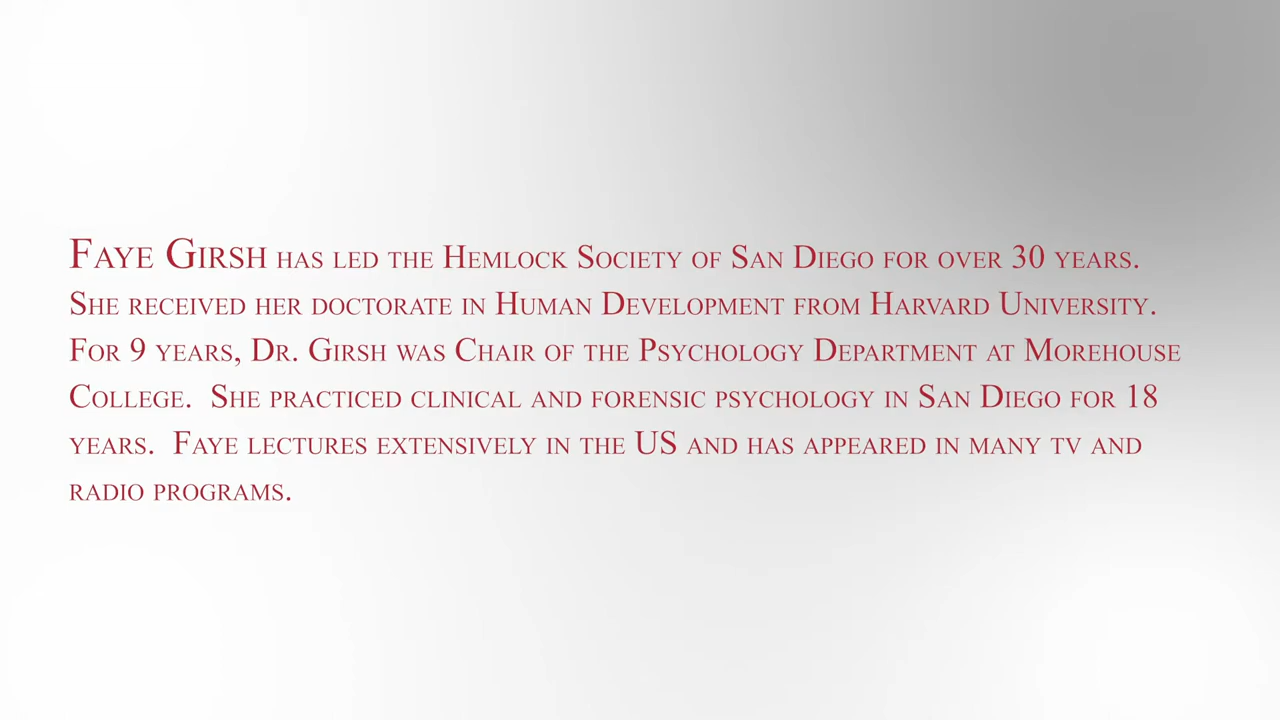 Faye Girsh has led the Hemlock Society of San Diego for over 30 years.
She received her doctorate in Human Development from Harvard University.
For 9 years, Dr. Girsh was Chair of the Psychology Department at Morehouse
College.  She practiced clinical and forensic psychology in San Diego for 18
years.  Faye lectures extensively in the US and has appeared in many tv and
radio programs.